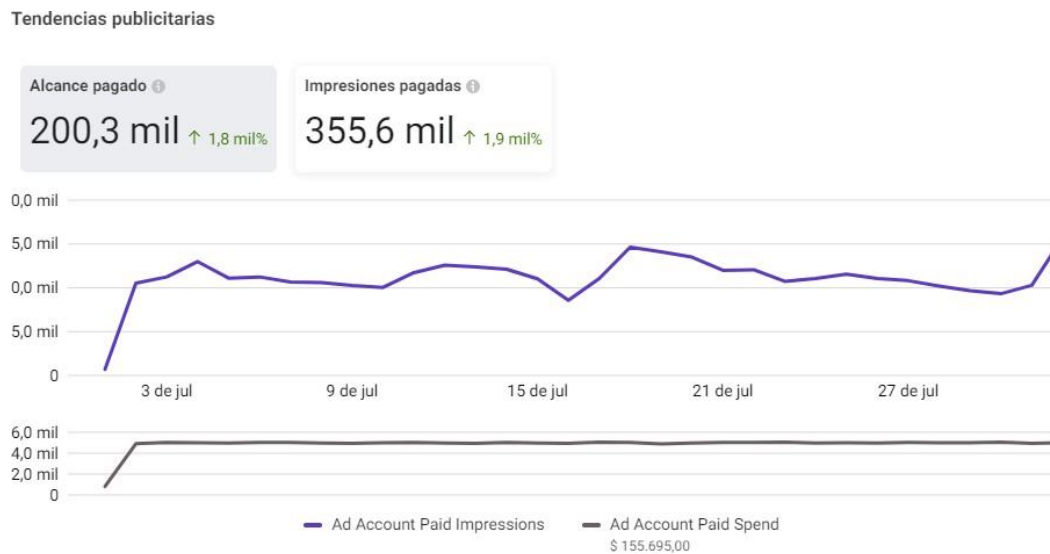 Tendencias publicitarias
Alcance pagado
200,3 mil ↑ 1,8 mil%
Impresiones pagadas
355,6 mil ↑ 1,9 mil%
0,0 mil
5,0 mil
0,0 mil
5,0 mil
0
3 de jul 9 de jul 15 de jul 21 de jul 27 de jul
6,0 mil
4,0 mil
2,0 mil
0
Ad Account Paid Impressions
Ad Account Paid Spend
$ 155.695,00